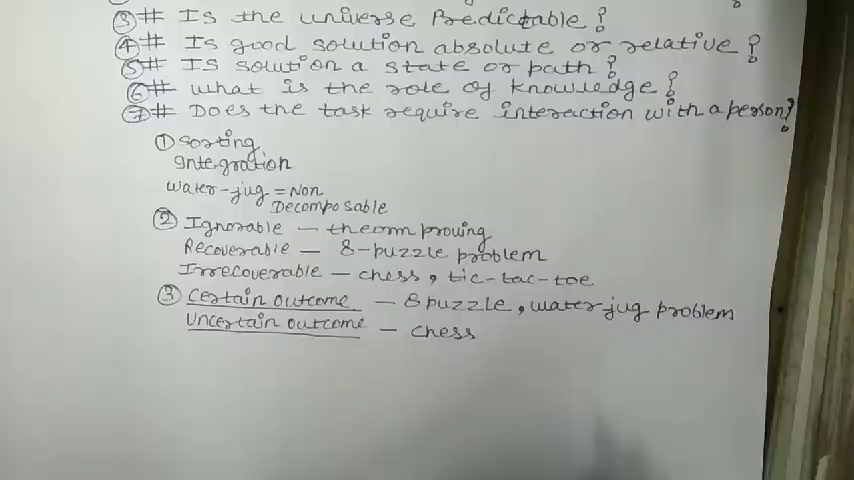 ③ # Is the universe Predictable?
④ # Is good solution absolute or relative?
⑤ # Is solution a state or path?
⑥ # what is the role of knowledge?
⑦ # Does the task require interaction with a person?
① Sorting
Integration
Water-jug = Non
Decomposable
② Ignorable - theorm proving
Recoverable - 8-puzzle problem
Irrecoverable - chess, tic-tac-toe
③ Certain outcome - 8 puzzle, water jug problem
Uncertain outcome - chess